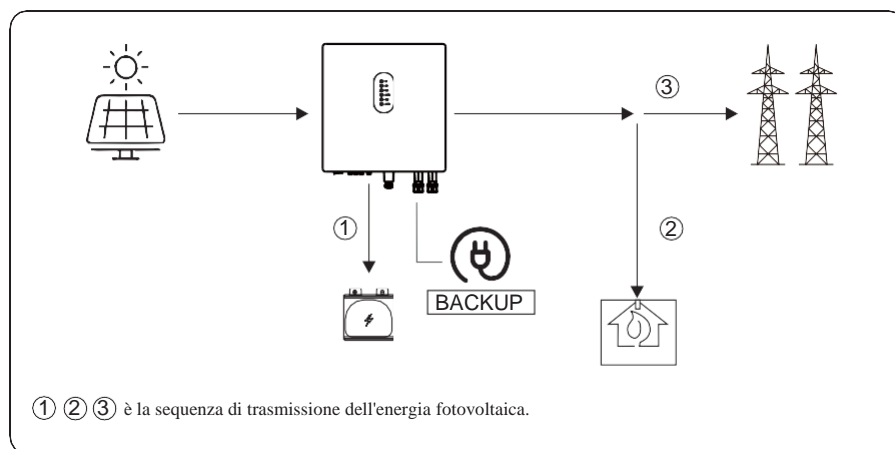 ③
①
②
BACKUP
① ② ③ è la sequenza di trasmissione dell'energia fotovoltaica.